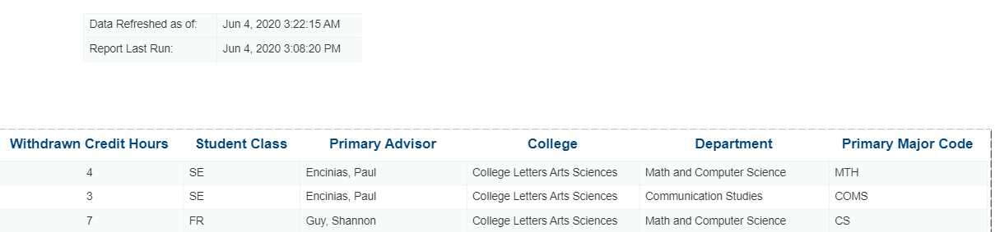 Data Refreshed as of: Jun 4, 2020 3:22:15 AM
Report Last Run: Jun 4, 2020 3:08:20 PM
Withdrawn Credit Hours Student Class Primary Advisor College Department Primary Major Code
4 SE Encinias, Paul College Letters Arts Sciences Math and Computer Science MTH
3 SE Encinias, Paul College Letters Arts Sciences Communication Studies COMS
7 FR Guy, Shannon College Letters Arts Sciences Math and Computer Science CS